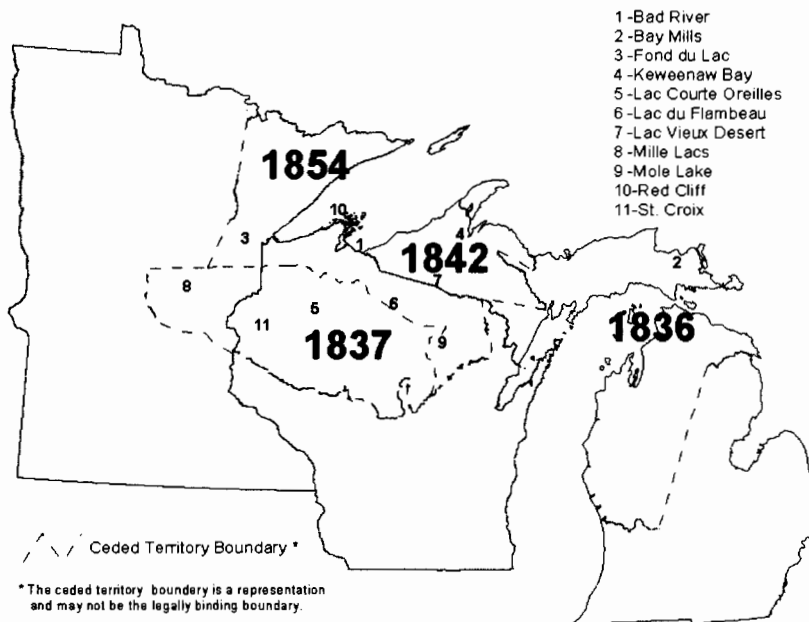 1 -Bad River
2 -Bay Mills
3 -Fond du Lac
4 -Keweenaw Bay
5 -Lac Courte Oreilles
6 -Lac du Flambeau
7 -Lac Vieux Desert
8 -Mille Lacs
9 -Mole Lake
10-Red Cliff
11-St. Croix
1854
10
3
1
4
1842
2
7
8
5
6
11
1837
9
1836
Ceded Territory Boundary *
* The ceded territory boundery is a representation
and may not be the legally binding boundary.